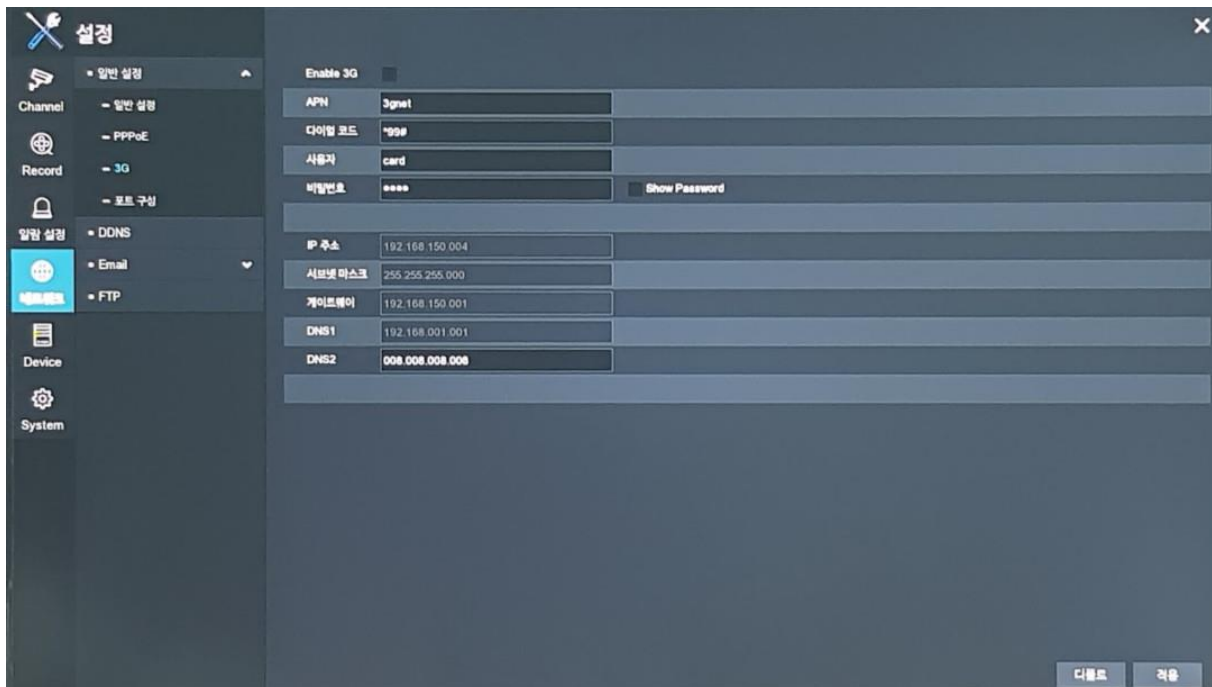 설정
Channel
Record
알람 설정
네트워크
Device
System
▪ 일반 설정
– 일반 설정
– PPPoE
– 3G
– 포트 구성
▪ DDNS
▪ Email
▪ FTP
Enable 3G
APN 3gnet
다이얼 코드 *99#
사용자 card
비밀번호 •••• Show Password
IP 주소 192.168.150.004
서브넷 마스크 255.255.255.000
게이트웨이 192.168.150.001
DNS1 192.168.001.001
DNS2 008.008.008.008
디폴트 적용